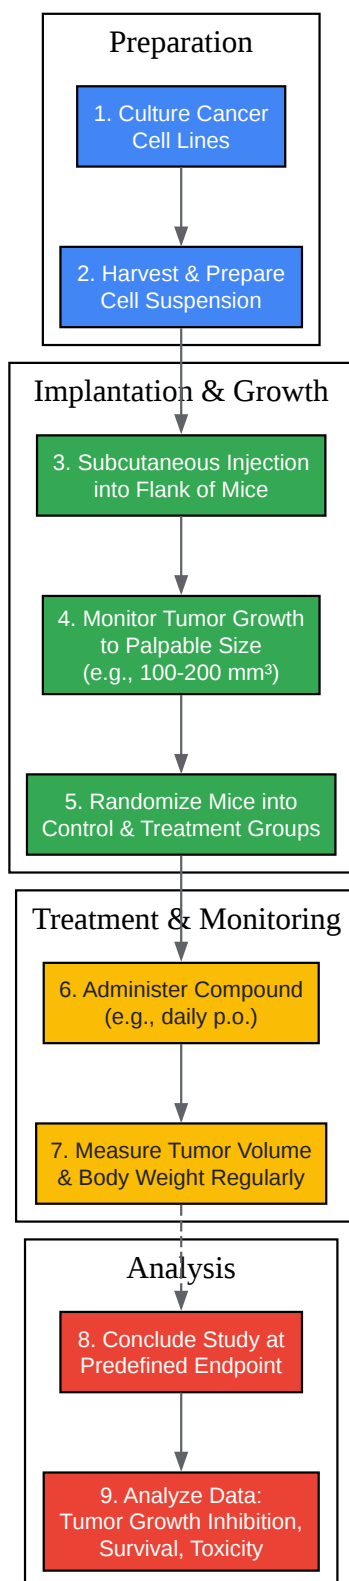 Preparation
1. Culture Cancer
Cell Lines
2. Harvest & Prepare
Cell Suspension
Implantation & Growth
3. Subcutaneous Injection
into Flank of Mice
4. Monitor Tumor Growth
to Palpable Size
(e.g., 100-200 mm³)
5. Randomize Mice into
Control & Treatment Groups
Treatment & Monitoring
6. Administer Compound
(e.g., daily p.o.)
7. Measure Tumor Volume
& Body Weight Regularly
Analysis
8. Conclude Study at
Predefined Endpoint
9. Analyze Data:
Tumor Growth Inhibition,
Survival, Toxicity